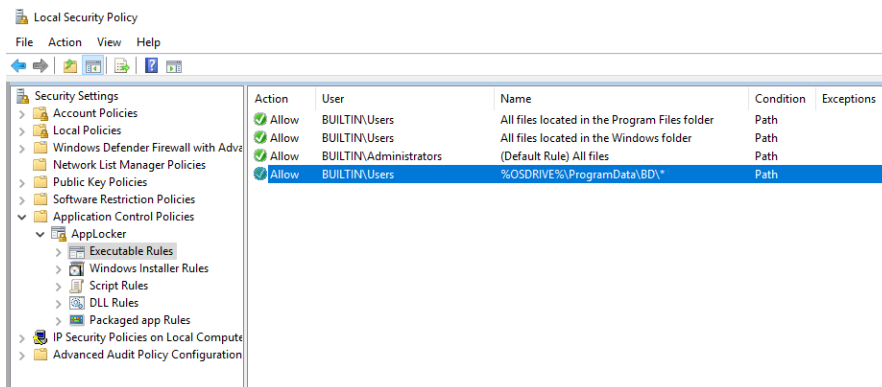 Local Security Policy
File Action View Help
Security Settings
Account Policies
Local Policies
Windows Defender Firewall with Adva
Network List Manager Policies
Public Key Policies
Software Restriction Policies
Application Control Policies
AppLocker
Executable Rules
Windows Installer Rules
Script Rules
DLL Rules
Packaged app Rules
IP Security Policies on Local Compute
Advanced Audit Policy Configuration
Action User Name Condition Exceptions
Allow BUILTIN\Users All files located in the Program Files folder Path
Allow BUILTIN\Users All files located in the Windows folder Path
Allow BUILTIN\Administrators (Default Rule) All files Path
Allow BUILTIN\Users %OSDRIVE%\ProgramData\BD\* Path